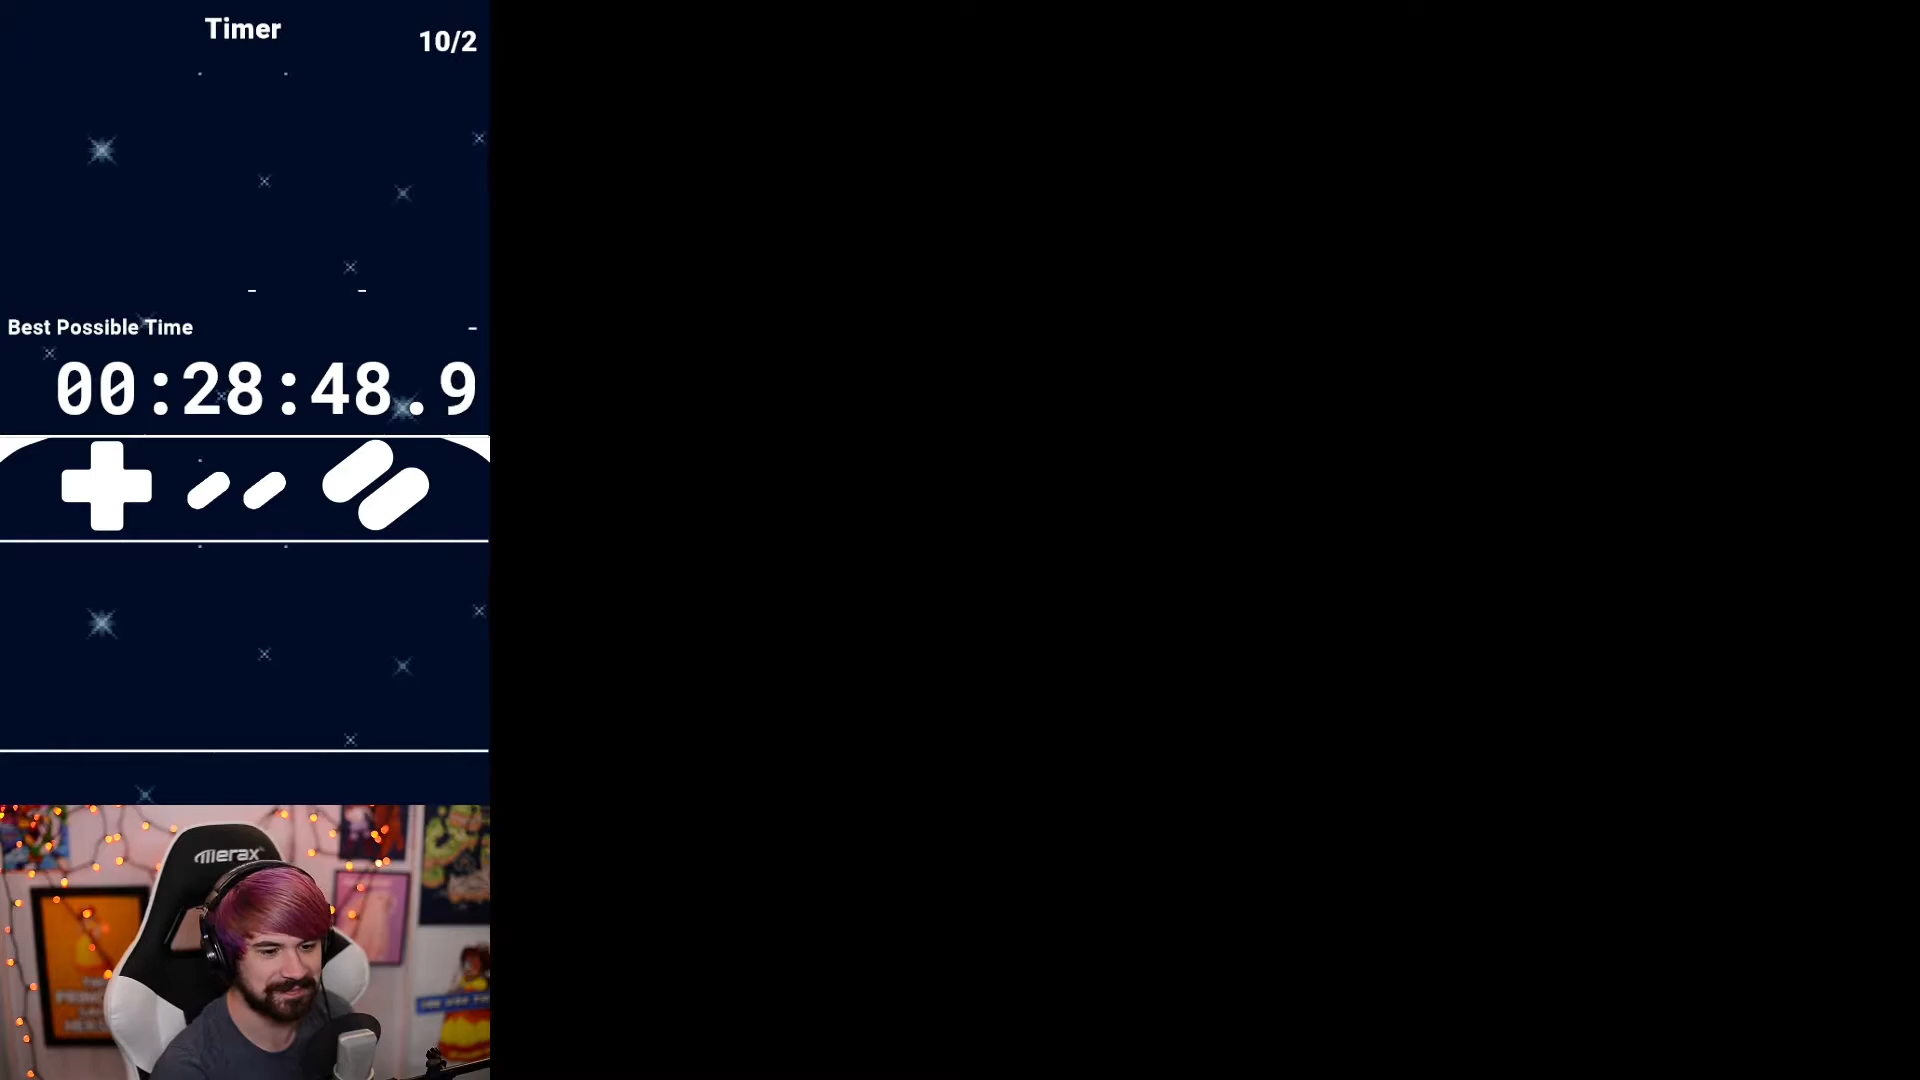 Timer
10/2
-
-
Best Possible Time
-
00:28:48.9
merax